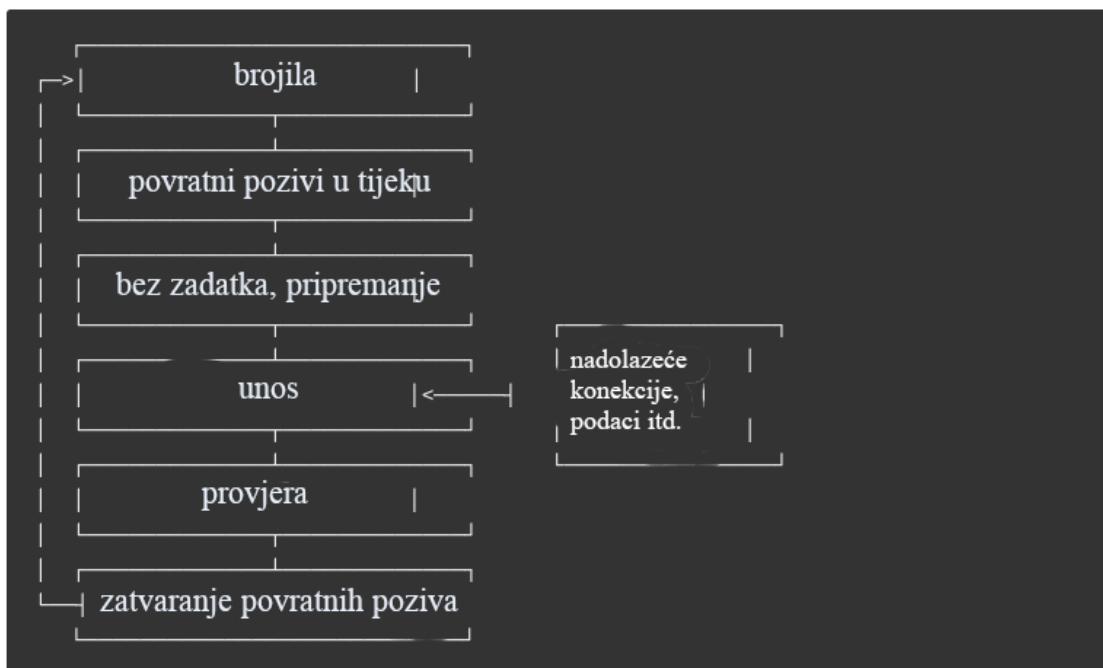 brojila
povratni pozivi u tijeku
bez zadatka, pripremanje
unos
nadolazeće
konekcije,
podaci itd.
provjera
zatvaranje povratnih poziva